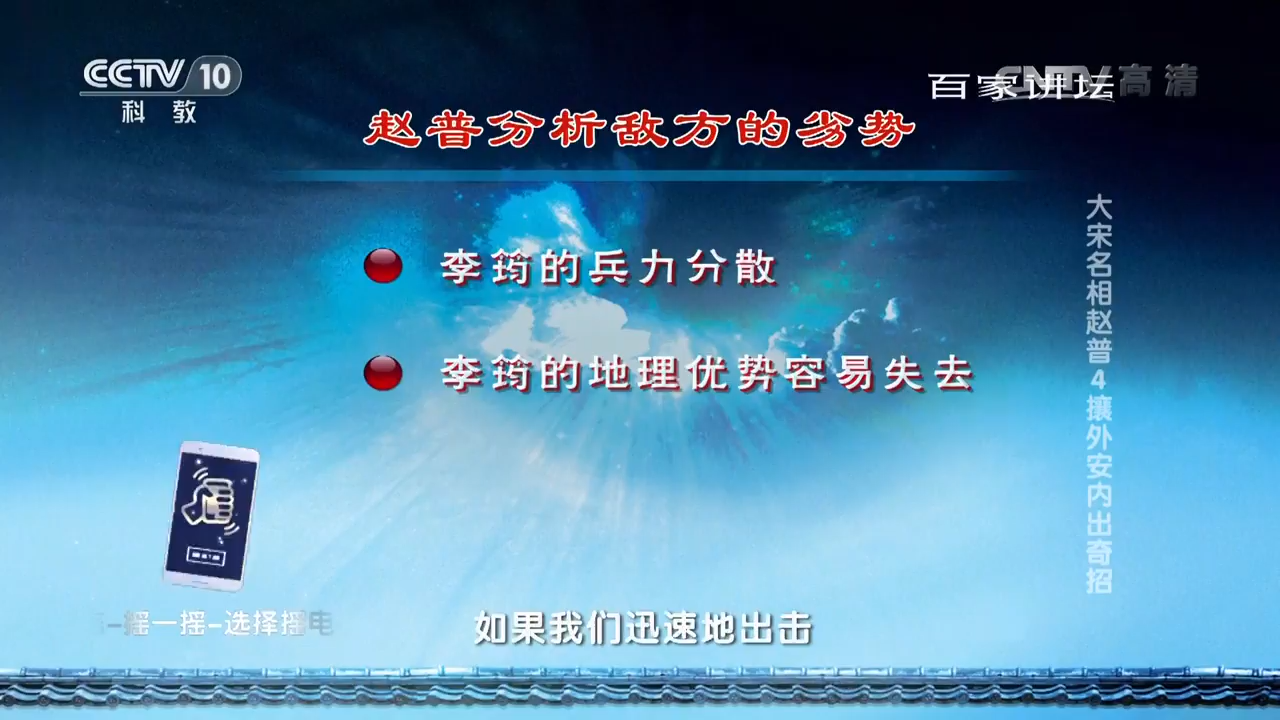 CCTV 10
科教
百家讲坛
CNTV高清
赵普分析敌方的劣势
李筠的兵力分散
李筠的地理优势容易失去
大宋名相赵普4攘外安内出奇招
摇一摇-选择摇电
如果我们迅速地出击